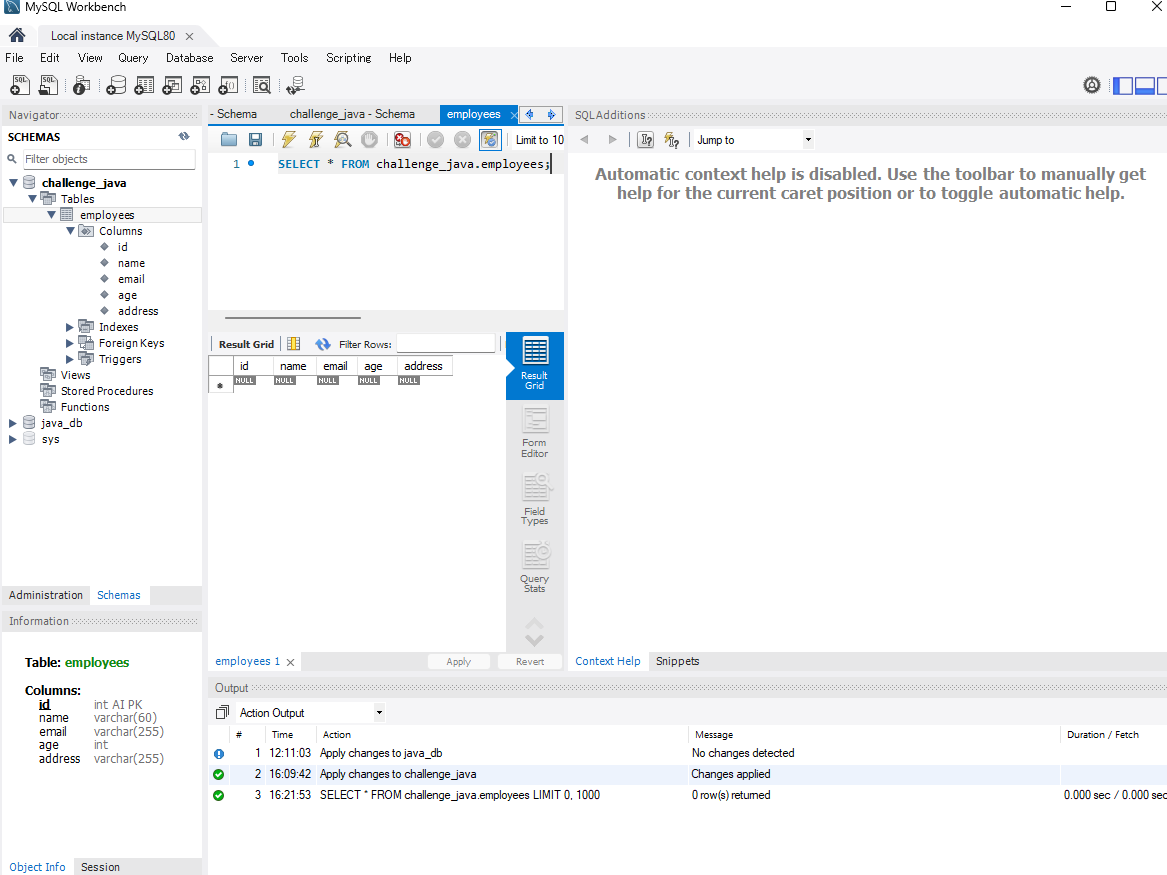 MySQL Workbench
Local instance MySQL80
File Edit View Query Database Server Tools Scripting Help
Navigator
SCHEMAS
Filter objects
challenge_java
Tables
employees
Columns
id
name
email
age
address
Indexes
Foreign Keys
Triggers
Views
Stored Procedures
Functions
java_db
sys
Administration Schemas
Information
Table: employees
Columns:
id int AI PK
name varchar(60)
email varchar(255)
age int
address varchar(255)
Object Info Session
- Schema challenge_java - Schema employees
Limit to 10
1 SELECT * FROM challenge_java.employees;
Result Grid Filter Rows:
id name email age address
NULL NULL NULL NULL NULL
Result
Grid
Form
Editor
Field
Types
Query
Stats
employees 1 Apply Revert
SQLAdditions
Jump to
Automatic context help is disabled. Use the toolbar to manually get
help for the current caret position or to toggle automatic help.
Context Help Snippets
Output
Action Output
# Time Action Message Duration / Fetch
1 12:11:03 Apply changes to java_db No changes detected
2 16:09:42 Apply changes to challenge_java Changes applied
3 16:21:53 SELECT * FROM challenge_java.employees LIMIT 0, 1000 0 row(s) returned 0.000 sec / 0.000 sec